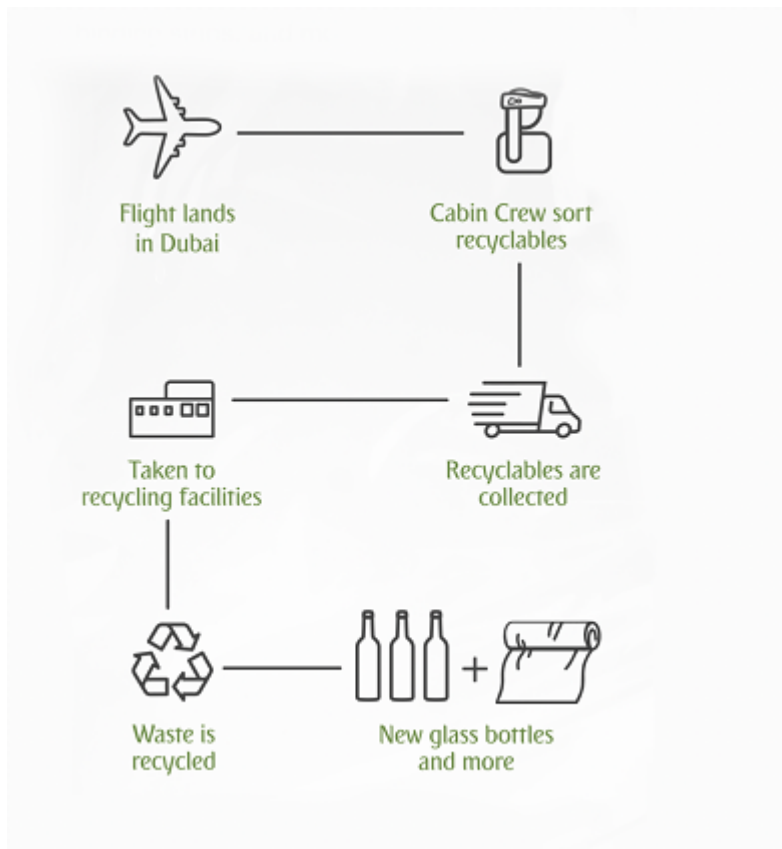 Flight lands
in Dubai
Cabin Crew sort
recyclables
Recyclables are
collected
Taken to
recycling facilities
Waste is
recycled
New glass bottles
and more